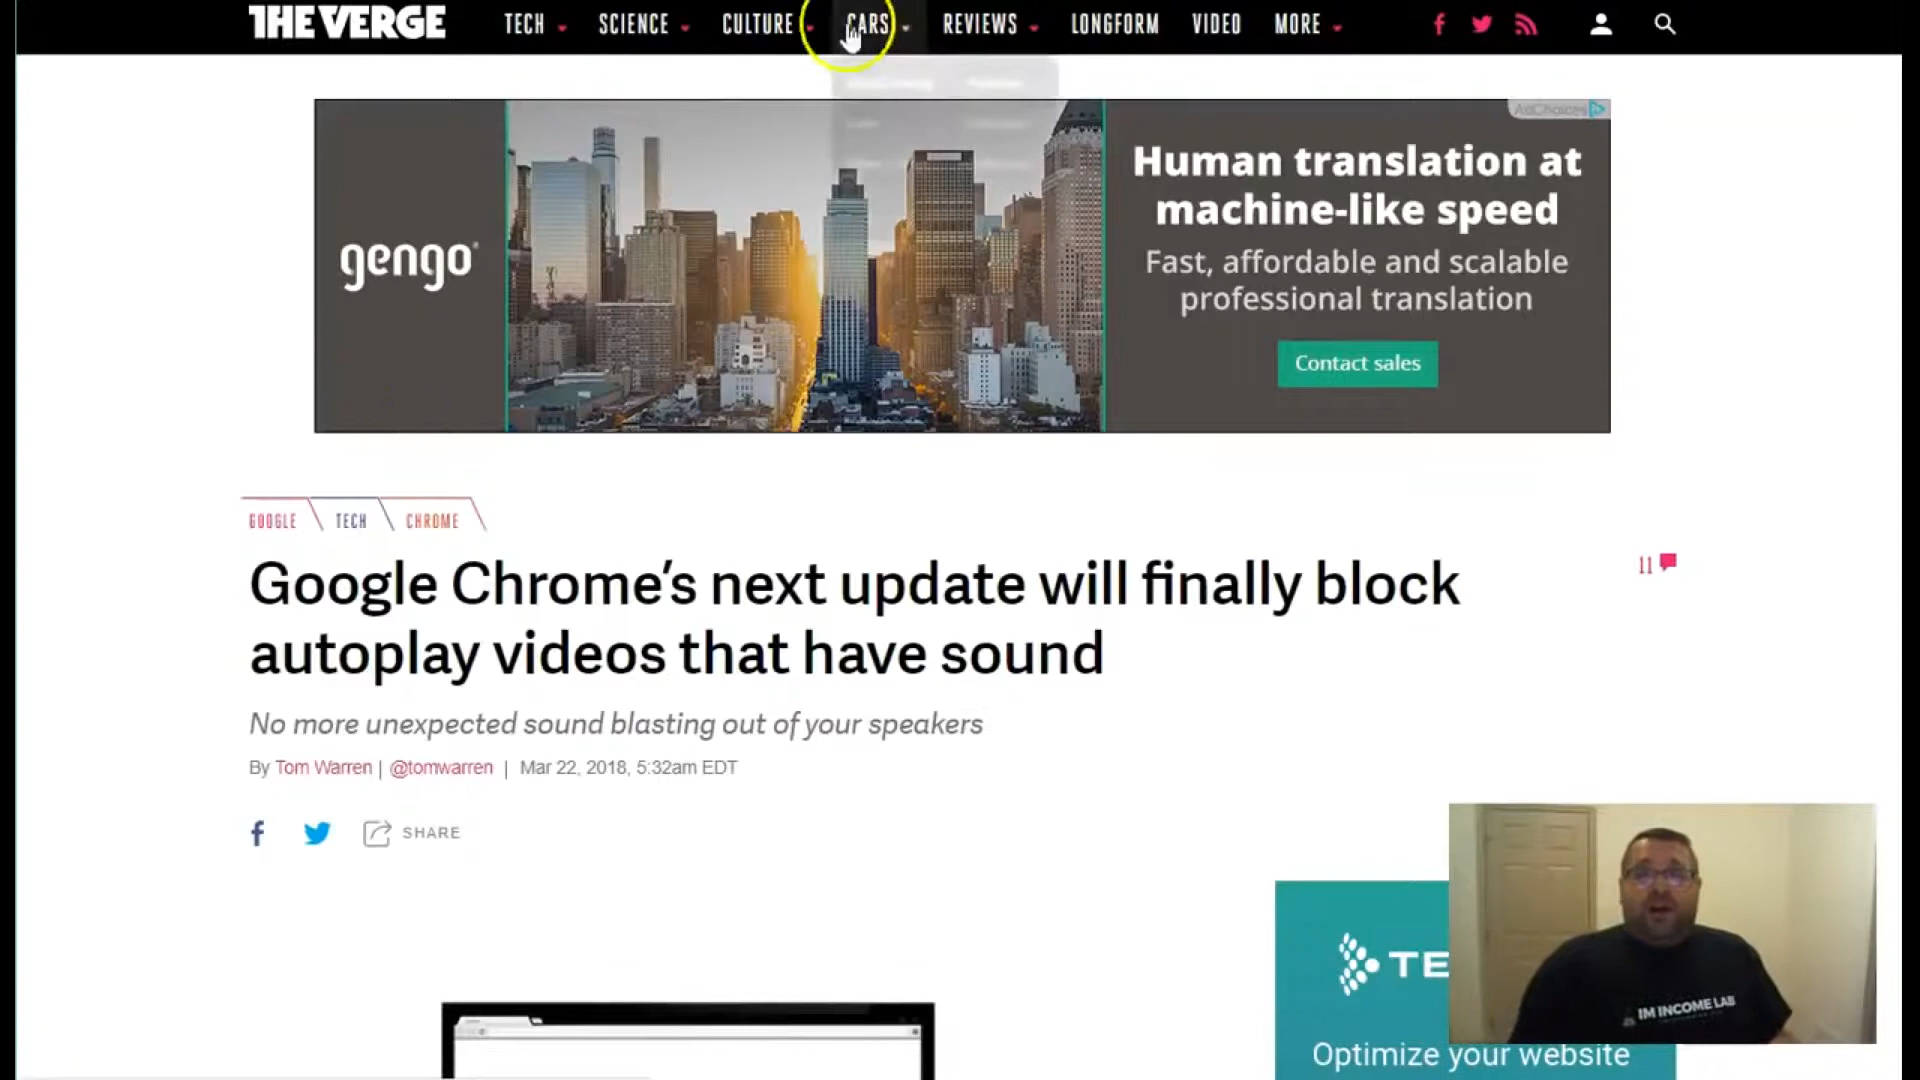 THE VERGE
TECH SCIENCE CULTURE CARS REVIEWS LONGFORM VIDEO MORE
AdChoices
gengo
Human translation at
machine-like speed
Fast, affordable and scalable
professional translation
Contact sales
GOOGLE TECH CHROME
Google Chrome's next update will finally block
autoplay videos that have sound
11
No more unexpected sound blasting out of your speakers
By Tom Warren | @tomwarren | Mar 22, 2018, 5:32am EDT
SHARE
TE
IM INCOME LAB
Optimize your website